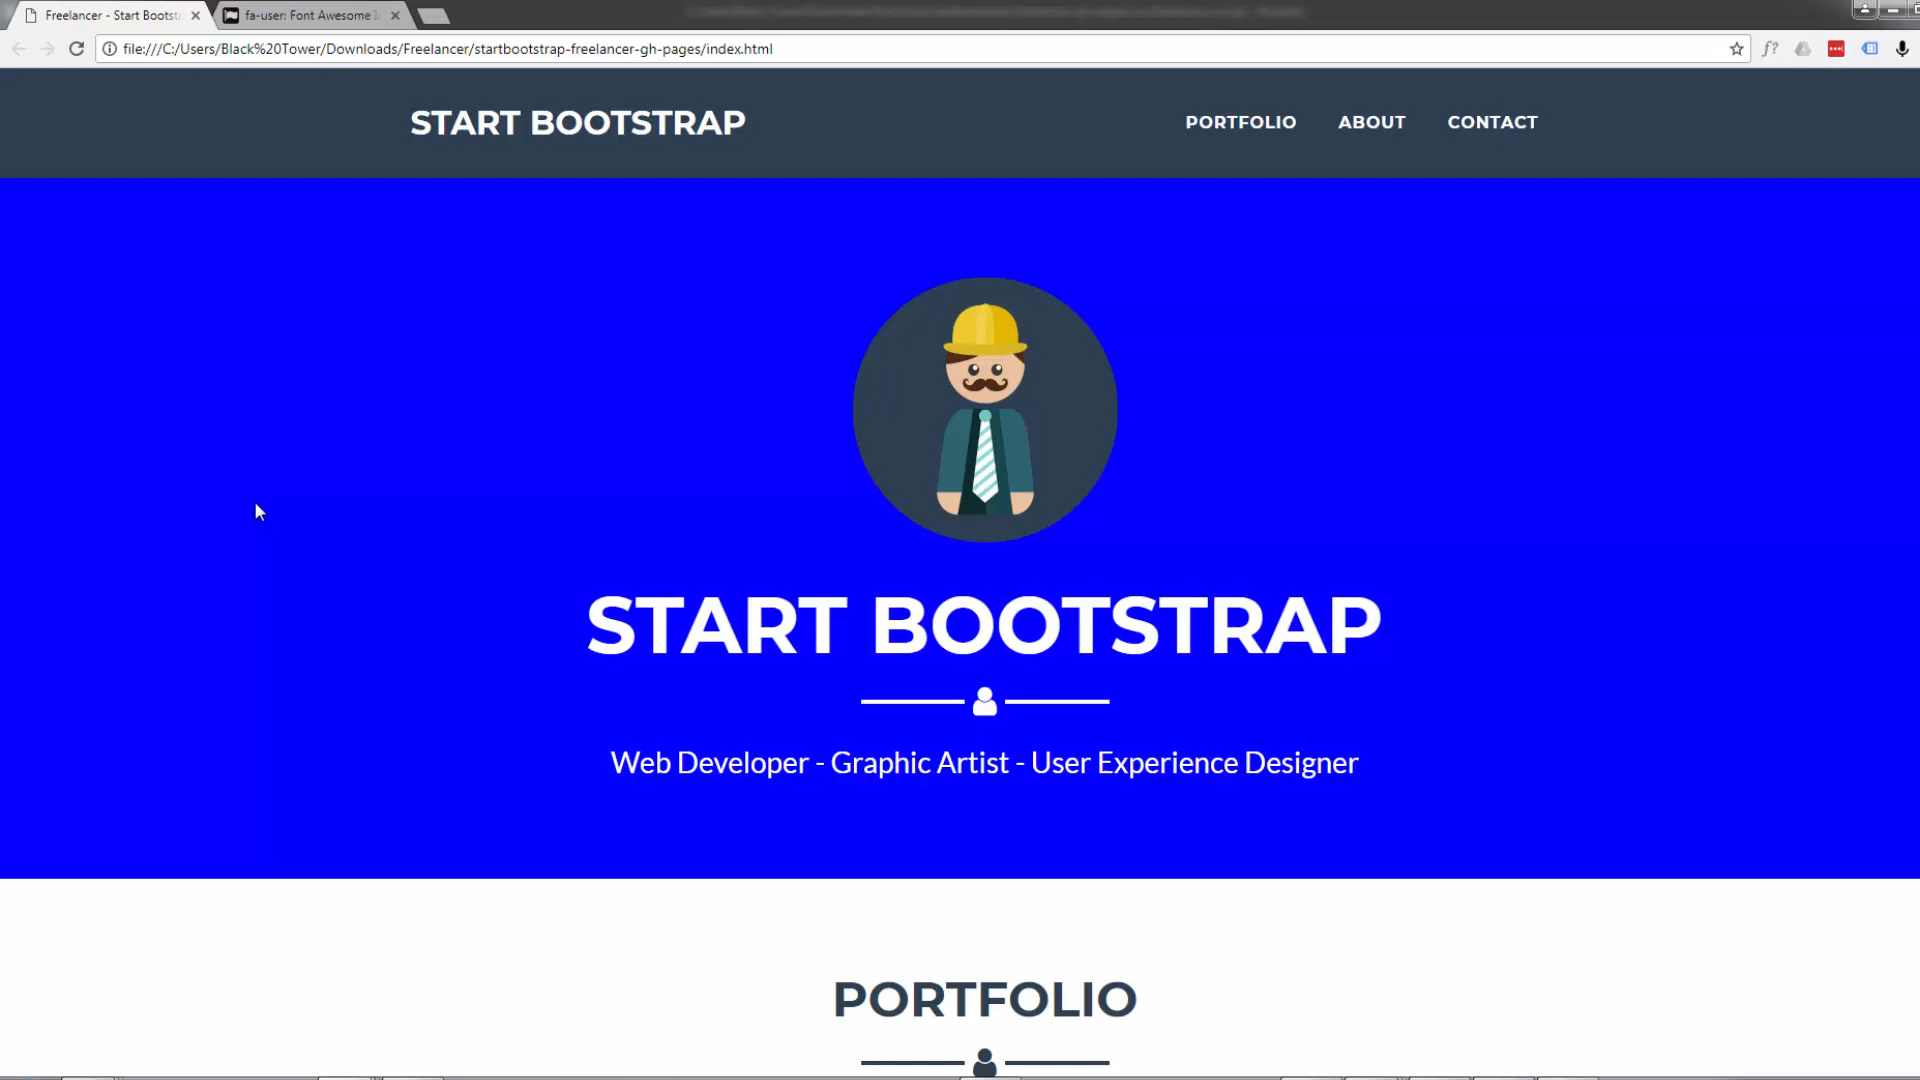 Freelancer - Start Bootst
fa-user: Font Awesome I
file:///C:/Users/Black%20Tower/Downloads/Freelancer/startbootstrap-freelancer-gh-pages/index.html
f?
START BOOTSTRAP
PORTFOLIO ABOUT CONTACT
START BOOTSTRAP
Web Developer - Graphic Artist - User Experience Designer
PORTFOLIO